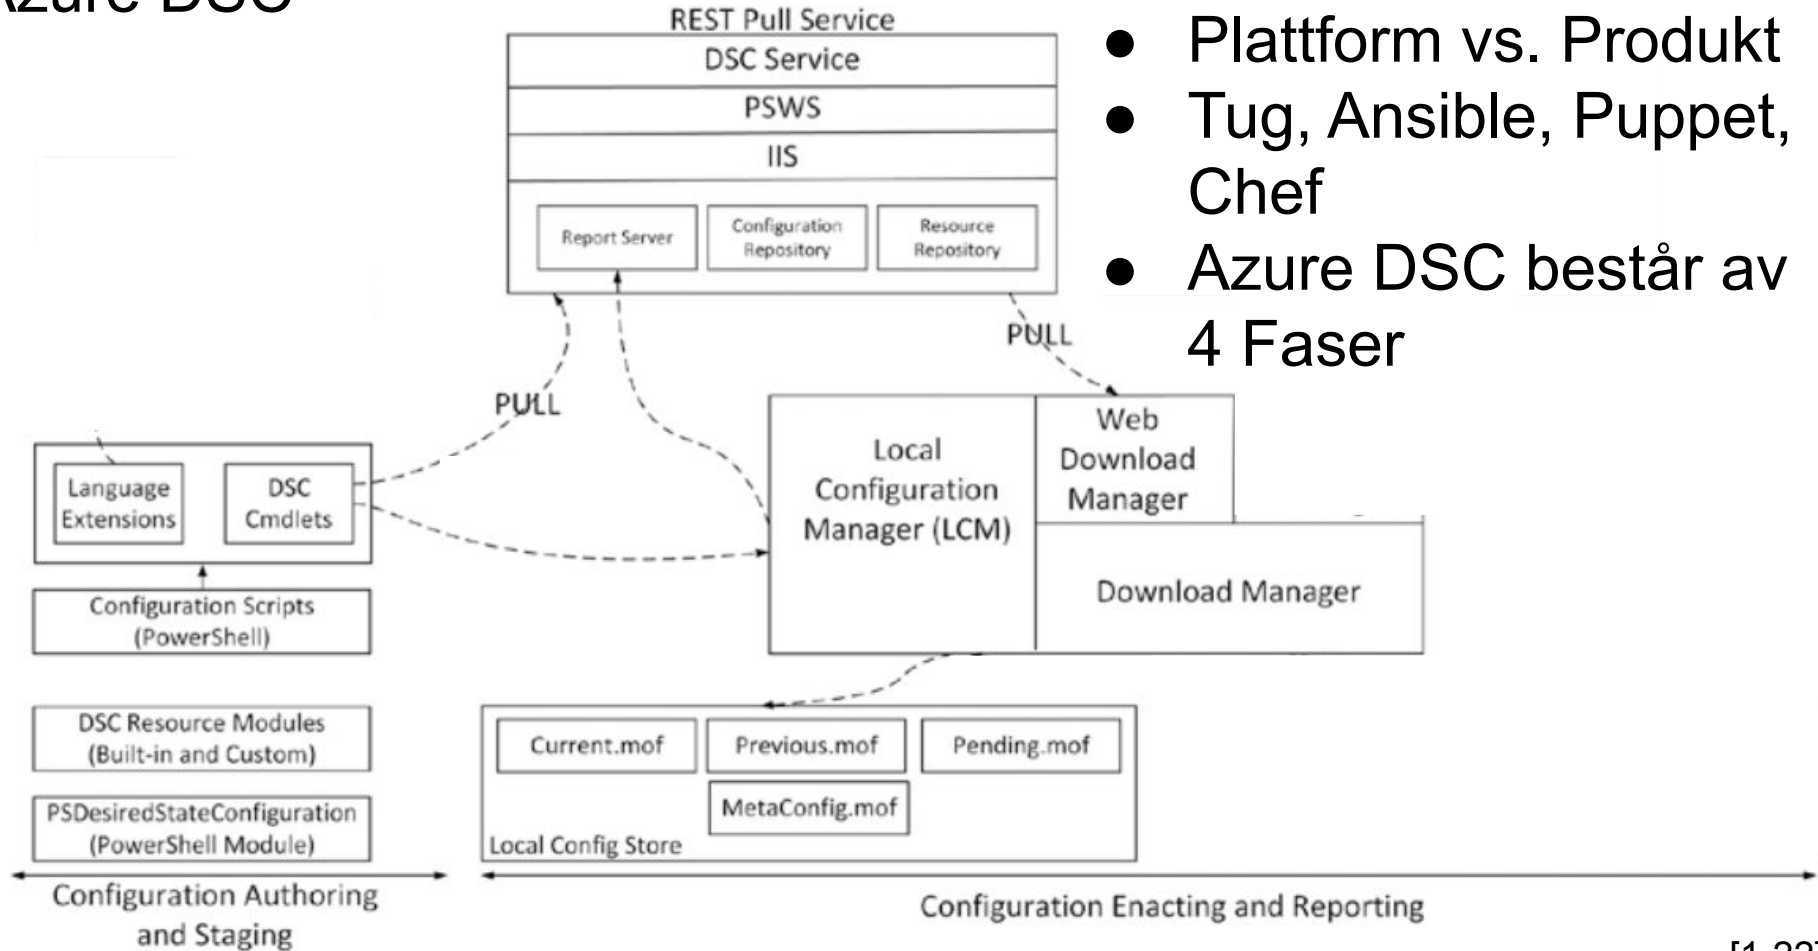 Azure DSC
REST Pull Service
DSC Service
PSWS
IIS
Report Server
Configuration
Repository
Resource
Repository
● Plattform vs. Produkt
● Tug, Ansible, Puppet,
Chef
● Azure DSC består av
4 Faser
PULL
PULL
Language
Extensions
DSC
Cmdlets
Configuration Scripts
(PowerShell)
DSC Resource Modules
(Built-in and Custom)
PSDesiredStateConfiguration
(PowerShell Module)
Local
Configuration
Manager (LCM)
Web
Download
Manager
Download Manager
Current.mof
Previous.mof
Pending.mof
MetaConfig.mof
Local Config Store
Configuration Authoring
and Staging
Configuration Enacting and Reporting